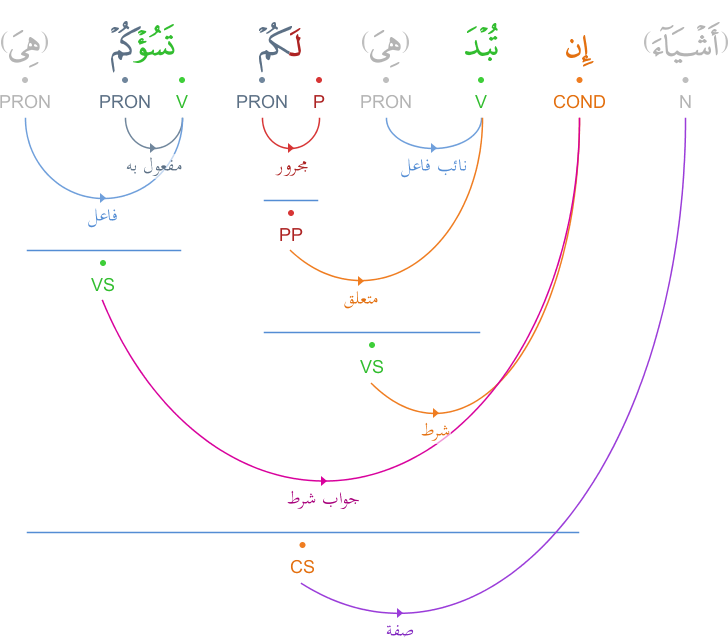 (أَشْيَآءَ) إِن تُبْدَ (هِىَ) لَكُمْ تَسُؤْكُمْ (هِىَ)
N COND V PRON P PRON V PRON PRON
نائب فاعل مجرور مفعول به
فاعل
PP
VS
متعلق
VS
شرط
جواب شرط
CS
صفة